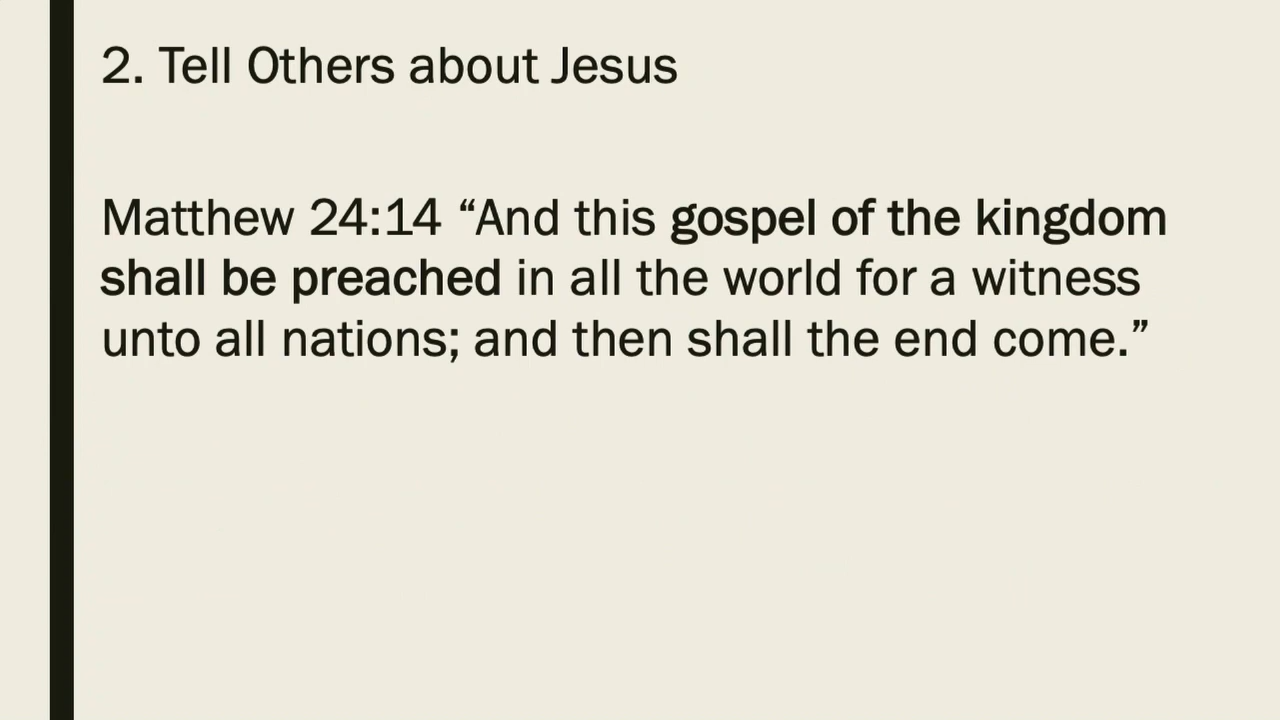 2. Tell Others about Jesus
Matthew 24:14 “And this gospel of the kingdom
shall be preached in all the world for a witness
unto all nations; and then shall the end come.”